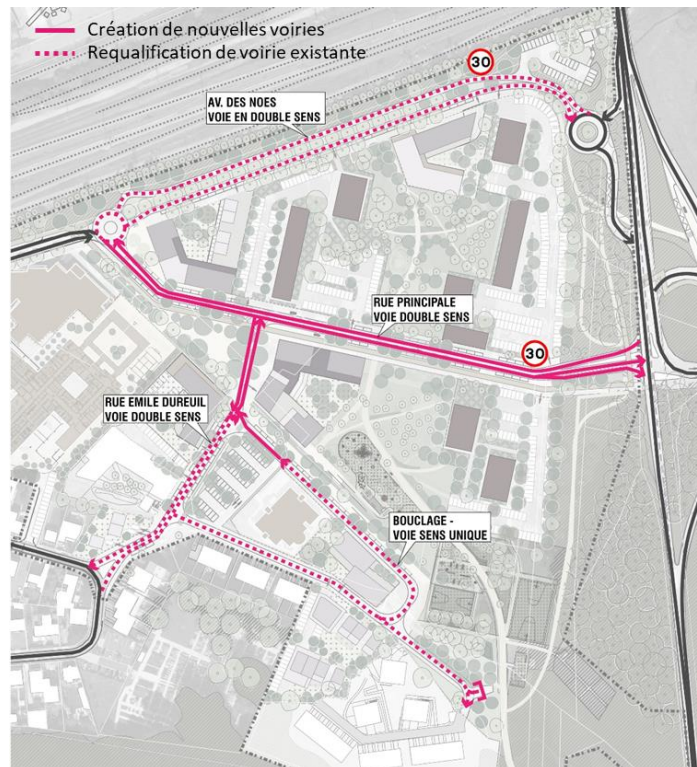 Création de nouvelles voiries
Requalification de voirie existante
30
AV. DES NOES
VOIE EN DOUBLE SENS
RUE PRINCIPALE
VOIE DOUBLE SENS
30
RUE EMILE DUREUIL
VOIE DOUBLE SENS
BOUCLAGE -
VOIE SENS UNIQUE